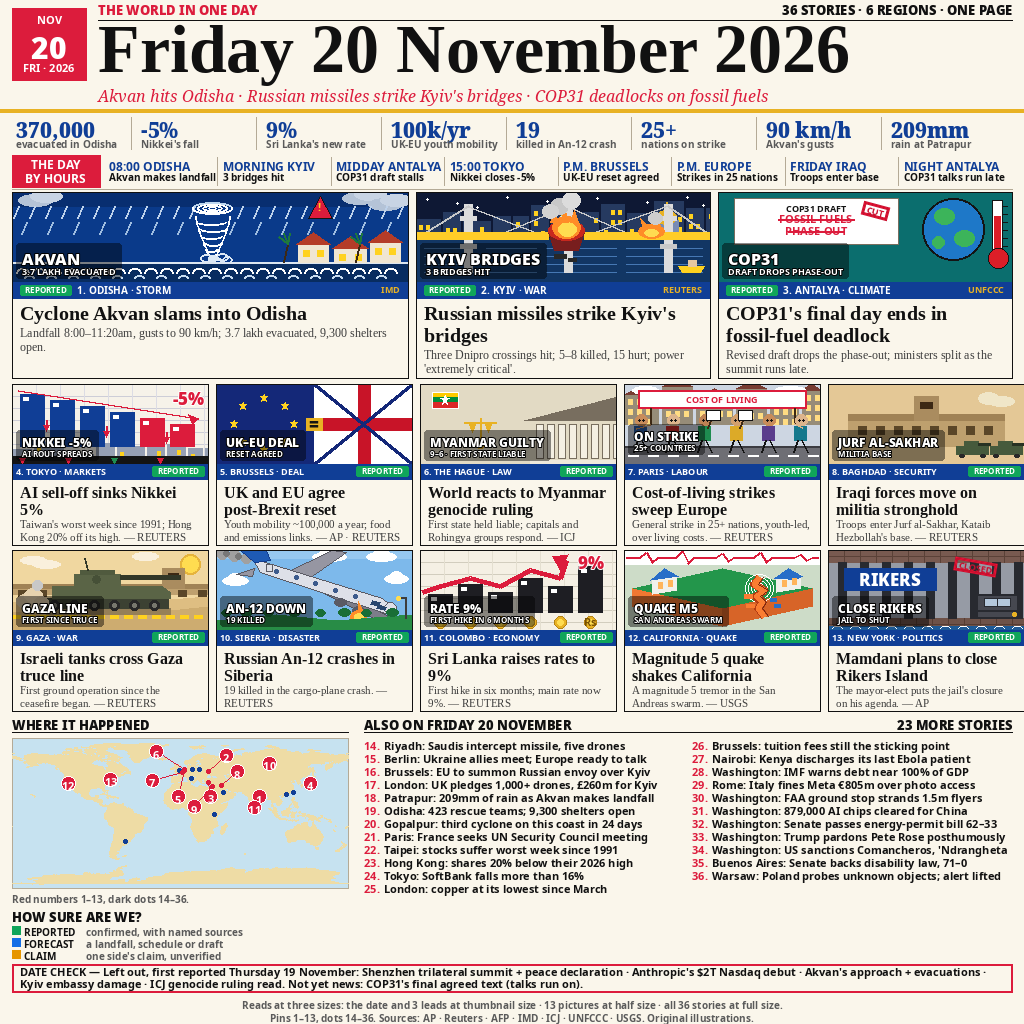 NOV
20
FRI · 2026
THE WORLD IN ONE DAY
36 STORIES · 6 REGIONS · ONE PAGE
Friday 20 November 2026
Akvan hits Odisha · Russian missiles strike Kyiv's bridges · COP31 deadlocks on fossil fuels
370,000
evacuated in Odisha
-5%
Nikkei's fall
9%
Sri Lanka's new rate
100k/yr
UK-EU youth mobility
19
killed in An-12 crash
25+
nations on strike
90 km/h
Akvan's gusts
209mm
rain at Patrapur
THE DAY
BY HOURS
08:00 ODISHA
Akvan makes landfall
MORNING KYIV
3 bridges hit
MIDDAY ANTALYA
COP31 draft stalls
15:00 TOKYO
Nikkei closes -5%
P.M. BRUSSELS
UK-EU reset agreed
P.M. EUROPE
Strikes in 25 nations
FRIDAY IRAQ
Troops enter base
NIGHT ANTALYA
COP31 talks run late
!
AKVAN
3.7 LAKH EVACUATED
REPORTED 1. ODISHA · STORM IMD
Cyclone Akvan slams into Odisha
Landfall 8:00–11:20am, gusts to 90 km/h; 3.7 lakh evacuated, 9,300 shelters
open.
KYIV BRIDGES
3 BRIDGES HIT
REPORTED 2. KYIV · WAR REUTERS
Russian missiles strike Kyiv's
bridges
Three Dnipro crossings hit; 5–8 killed, 15 hurt; power
'extremely critical'.
COP31 DRAFT
FOSSIL-FUELS
PHASE-OUT
CUT
COP31
DRAFT DROPS PHASE-OUT
REPORTED 3. ANTALYA · CLIMATE UNFCCC
COP31's final day ends in
fossil-fuel deadlock
Revised draft drops the phase-out; ministers split as the
summit runs late.
-5%
NIKKEI -5%
AI ROUT SPREADS
4. TOKYO · MARKETS REPORTED
AI sell-off sinks Nikkei
5%
Taiwan's worst week since 1991; Hong
Kong 20% off its high. — REUTERS
=
UK–EU DEAL
RESET AGREED
5. BRUSSELS · DEAL REPORTED
UK and EU agree
post-Brexit reset
Youth mobility ~100,000 a year; food
and emissions links. — AP · REUTERS
MYANMAR GUILTY
9–6 · FIRST STATE LIABLE
6. THE HAGUE · LAW REPORTED
World reacts to Myanmar
genocide ruling
First state held liable; capitals and
Rohingya groups respond. — ICJ
COST OF LIVING
ON STRIKE
25+ COUNTRIES
7. PARIS · LABOUR REPORTED
Cost-of-living strikes
sweep Europe
General strike in 25+ nations, youth-led,
over living costs. — REUTERS
JURF AL-SAKHAR
MILITIA BASE
8. BAGHDAD · SECURITY REPORTED
Iraqi forces move on
militia stronghold
Troops enter Jurf al-Sakhar, Kataib
Hezbollah's base. — REUTERS
GAZA LINE
FIRST SINCE TRUCE
9. GAZA · WAR REPORTED
Israeli tanks cross Gaza
truce line
First ground operation since the
ceasefire began. — REUTERS
AN-12 DOWN
19 KILLED
10. SIBERIA · DISASTER REPORTED
Russian An-12 crashes in
Siberia
19 killed in the cargo-plane crash. —
REUTERS
9%
Rs
RATE 9%
FIRST HIKE IN 6 MONTHS
11. COLOMBO · ECONOMY REPORTED
Sri Lanka raises rates to
9%
First hike in six months; main rate now
9%. — REUTERS
QUAKE M5
SAN ANDREAS SWARM
12. CALIFORNIA · QUAKE REPORTED
Magnitude 5 quake
shakes California
A magnitude 5 tremor in the San
Andreas swarm. — USGS
RIKERS
CLOSED
CLOSE RIKERS
JAIL TO SHUT
13. NEW YORK · POLITICS REPORTED
Mamdani plans to close
Rikers Island
The mayor-elect puts the jail's closure
on his agenda. — AP
WHERE IT HAPPENED
6
2
10
12
13
7
8
4
5
3
1
9
11
Red numbers 1–13, dark dots 14–36.
HOW SURE ARE WE?
REPORTED confirmed, with named sources
FORECAST a landfall, schedule or draft
CLAIM one side's claim, unverified
ALSO ON FRIDAY 20 NOVEMBER
23 MORE STORIES
14. Riyadh: Saudis intercept missile, five drones
15. Berlin: Ukraine allies meet; Europe ready to talk
16. Brussels: EU to summon Russian envoy over Kyiv
17. London: UK pledges 1,000+ drones, £260m for Kyiv
18. Patrapur: 209mm of rain as Akvan makes landfall
19. Odisha: 423 rescue teams; 9,300 shelters open
20. Gopalpur: third cyclone on this coast in 24 days
21. Paris: France seeks UN Security Council meeting
22. Taipei: stocks suffer worst week since 1991
23. Hong Kong: shares 20% below their 2026 high
24. Tokyo: SoftBank falls more than 16%
25. London: copper at its lowest since March
26. Brussels: tuition fees still the sticking point
27. Nairobi: Kenya discharges its last Ebola patient
28. Washington: IMF warns debt near 100% of GDP
29. Rome: Italy fines Meta €805m over photo access
30. Washington: FAA ground stop strands 1.5m flyers
31. Washington: 879,000 AI chips cleared for China
32. Washington: Senate passes energy-permit bill 62–33
33. Washington: Trump pardons Pete Rose posthumously
34. Washington: US sanctions Comancheros, 'Ndrangheta
35. Buenos Aires: Senate backs disability law, 71–0
36. Warsaw: Poland probes unknown objects; alert lifted
DATE CHECK — Left out, first reported Thursday 19 November: Shenzhen trilateral summit + peace declaration · Anthropic's $2T Nasdaq debut · Akvan's approach + evacuations ·
Kyiv embassy damage · ICJ genocide ruling read. Not yet news: COP31's final agreed text (talks run on).
Reads at three sizes: the date and 3 leads at thumbnail size · 13 pictures at half size · all 36 stories at full size.
Pins 1–13, dots 14–36. Sources: AP · Reuters · AFP · IMD · ICJ · UNFCCC · USGS. Original illustrations.